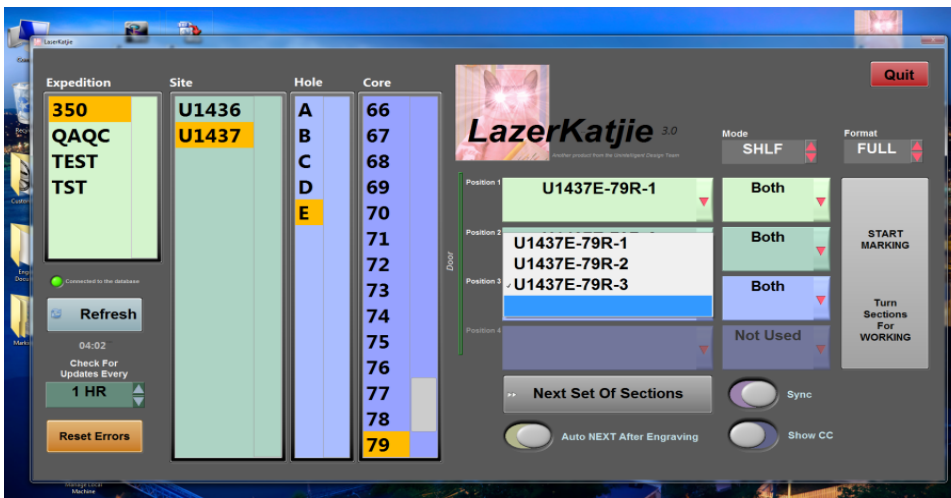 LazerKatjie
Expedition
Site
Hole
Core
350
QAQC
TEST
TST
U1436
U1437
A
B
C
D
E
66
67
68
69
70
71
72
73
74
75
76
77
78
79
Quit
LazerKatjie 3.0
Another product from the Unintelligent Design Team
Mode
SHLF
Format
FULL
Door
Position 1
U1437E-79R-1
Both
Position 2
Both
U1437E-79R-1
U1437E-79R-2
✓U1437E-79R-3
Position 3
Both
Position 4
Not Used
START
MARKING
Turn
Sections
For
WORKING
Connected to the database
Refresh
04:02
Check For
Updates Every
1 HR
Reset Errors
>> Next Set Of Sections
Sync
Auto NEXT After Engraving
Show CC
Manage Local
Machine